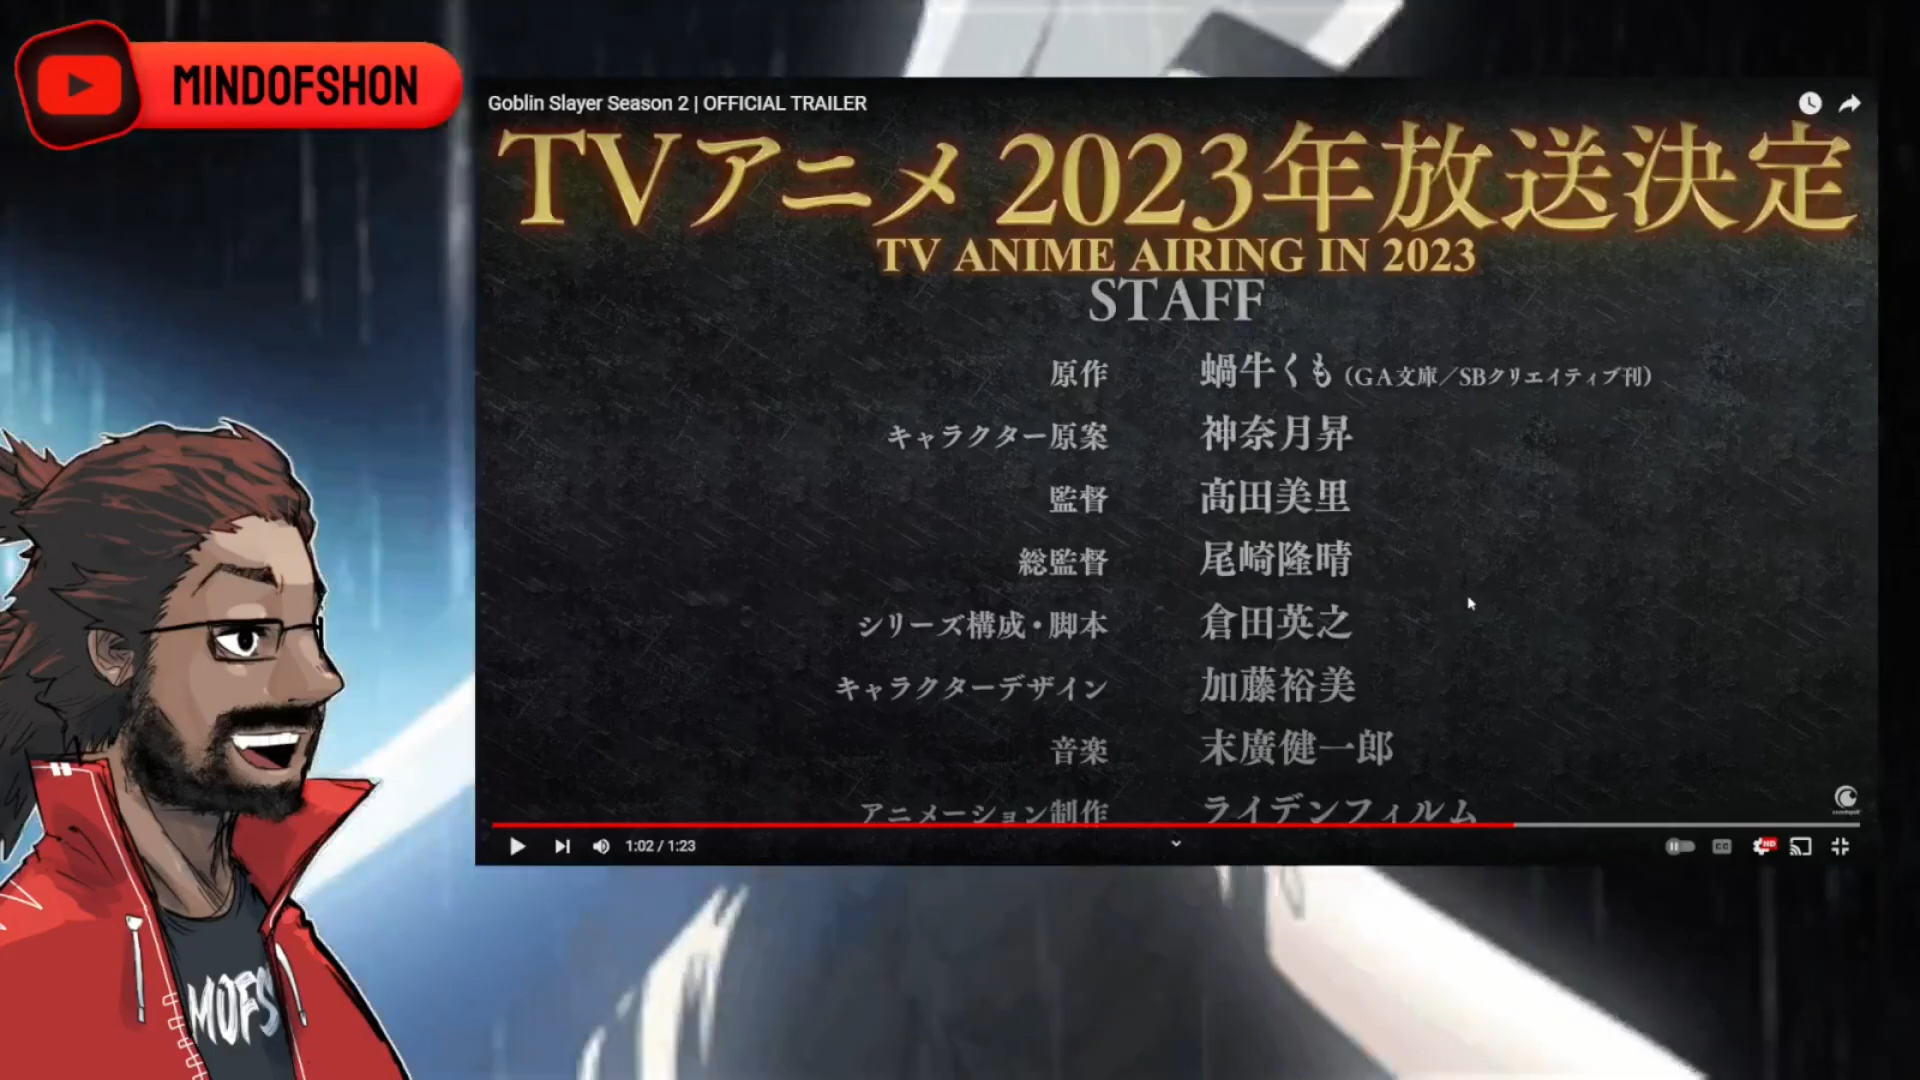 MINDOFSHON
Goblin Slayer Season 2 | OFFICIAL TRAILER
TVアニメ 2023年放送決定
TV ANIME AIRING IN 2023
STAFF
原作 蝸牛くも（GA文庫／SBクリエイティブ刊）
キャラクター原案 神奈月昇
監督 髙田美里
総監督 尾崎隆晴
シリーズ構成・脚本 倉田英之
キャラクターデザイン 加藤裕美
音楽 末廣健一郎
アニメーション制作 ライデンフィルム
1:02 / 1:23
CC
HD
MOFS